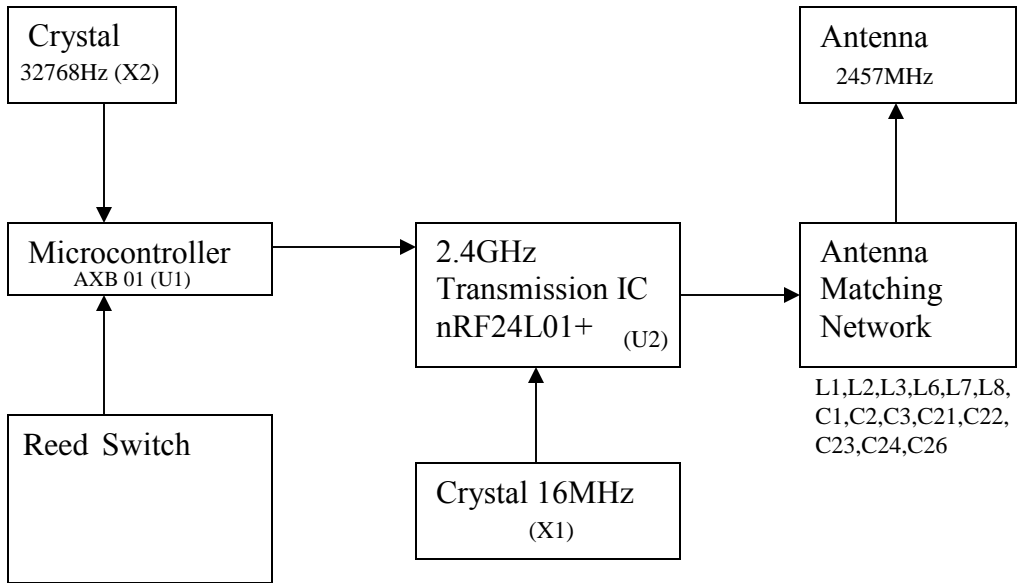 Crystal
32768Hz (X2)
Antenna
2457MHz
Microcontroller
AXB 01 (U1)
2.4GHz
Transmission IC
nRF24L01+ (U2)
Antenna
Matching
Network
L1,L2,L3,L6,L7,L8,
C1,C2,C3,C21,C22,
C23,C24,C26
Reed Switch
Crystal 16MHz
(X1)